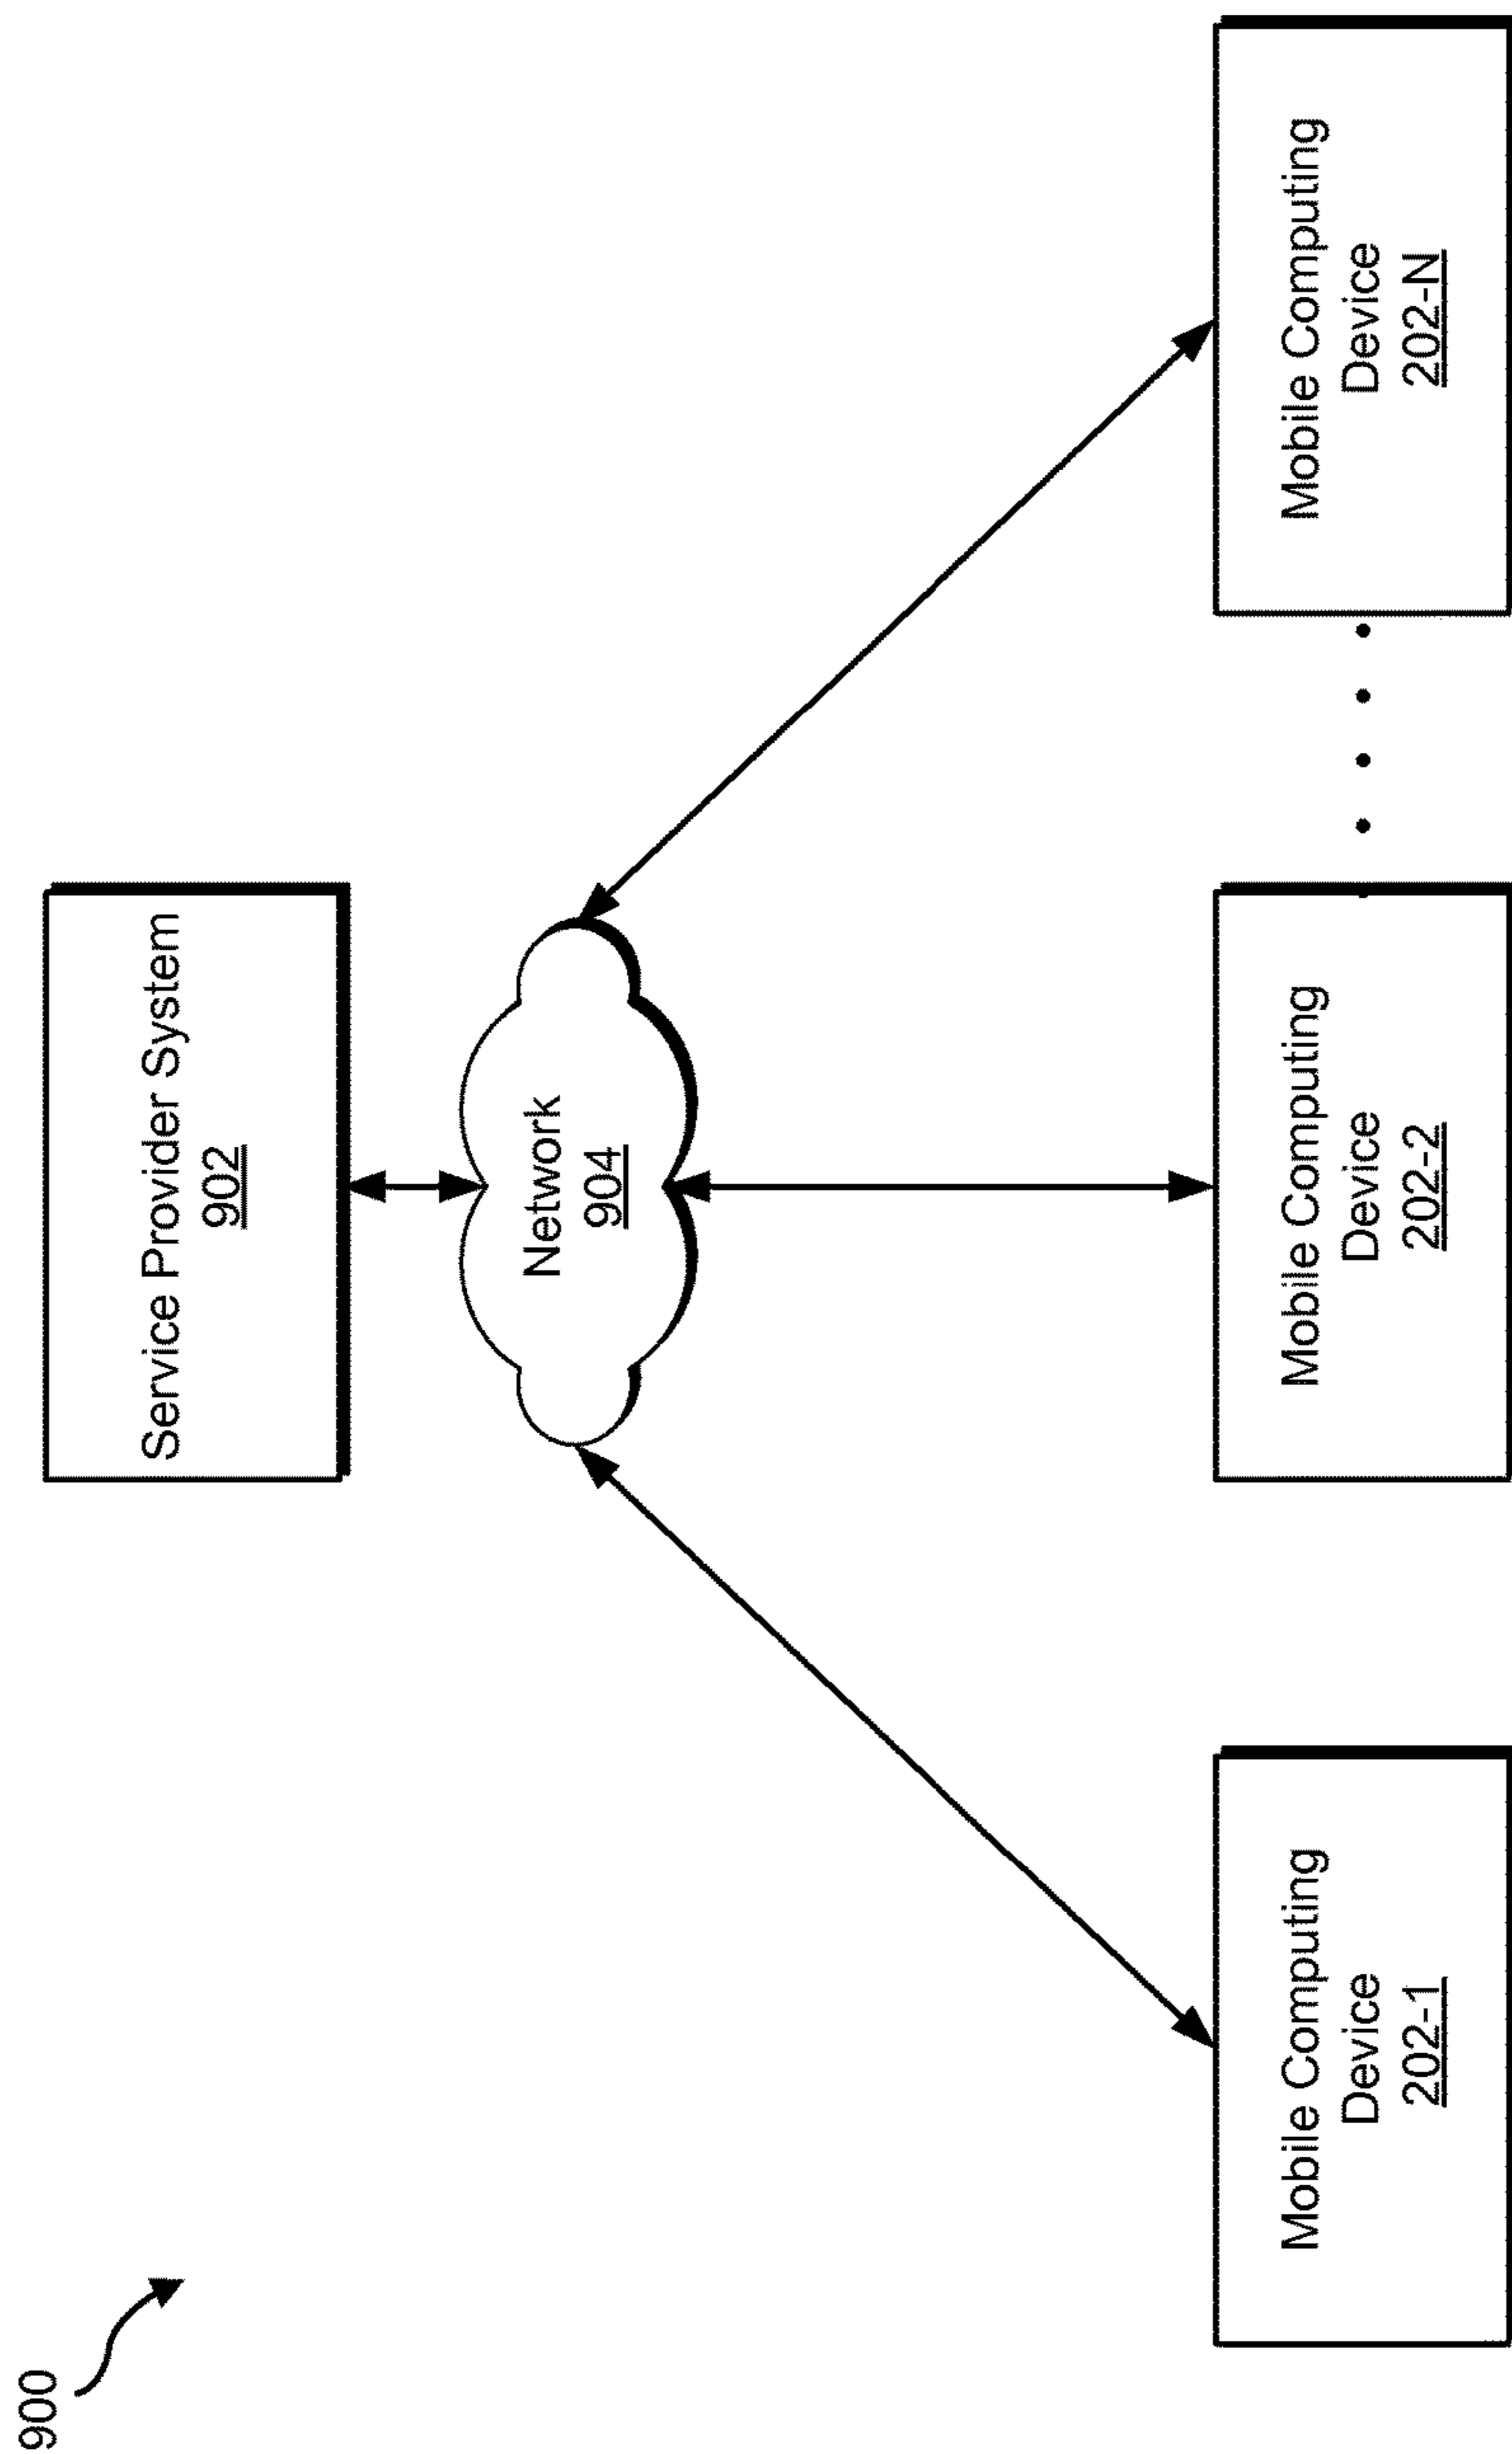 900
Service Provider System
902
Network
904
Mobile Computing
Device
202-1
Mobile Computing
Device
202-2
Mobile Computing
Device
202-N